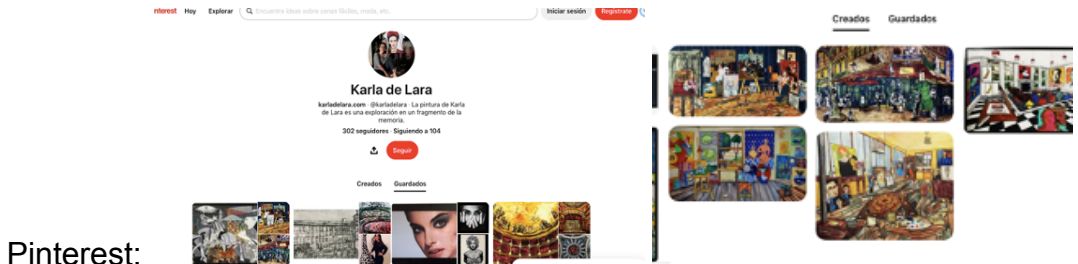 nterest Hoy Explorar Encuentra ideas sobre cenas fáciles, moda, etc. Iniciar sesión Regístrate
Karla de Lara
karladelara.com · @karladelara · La pintura de Karla
de Lara es una exploración en un fragmento de la
memoria.
302 seguidores · Siguiendo a 104
Seguir
Creados Guardados
Creados Guardados
Pinterest: